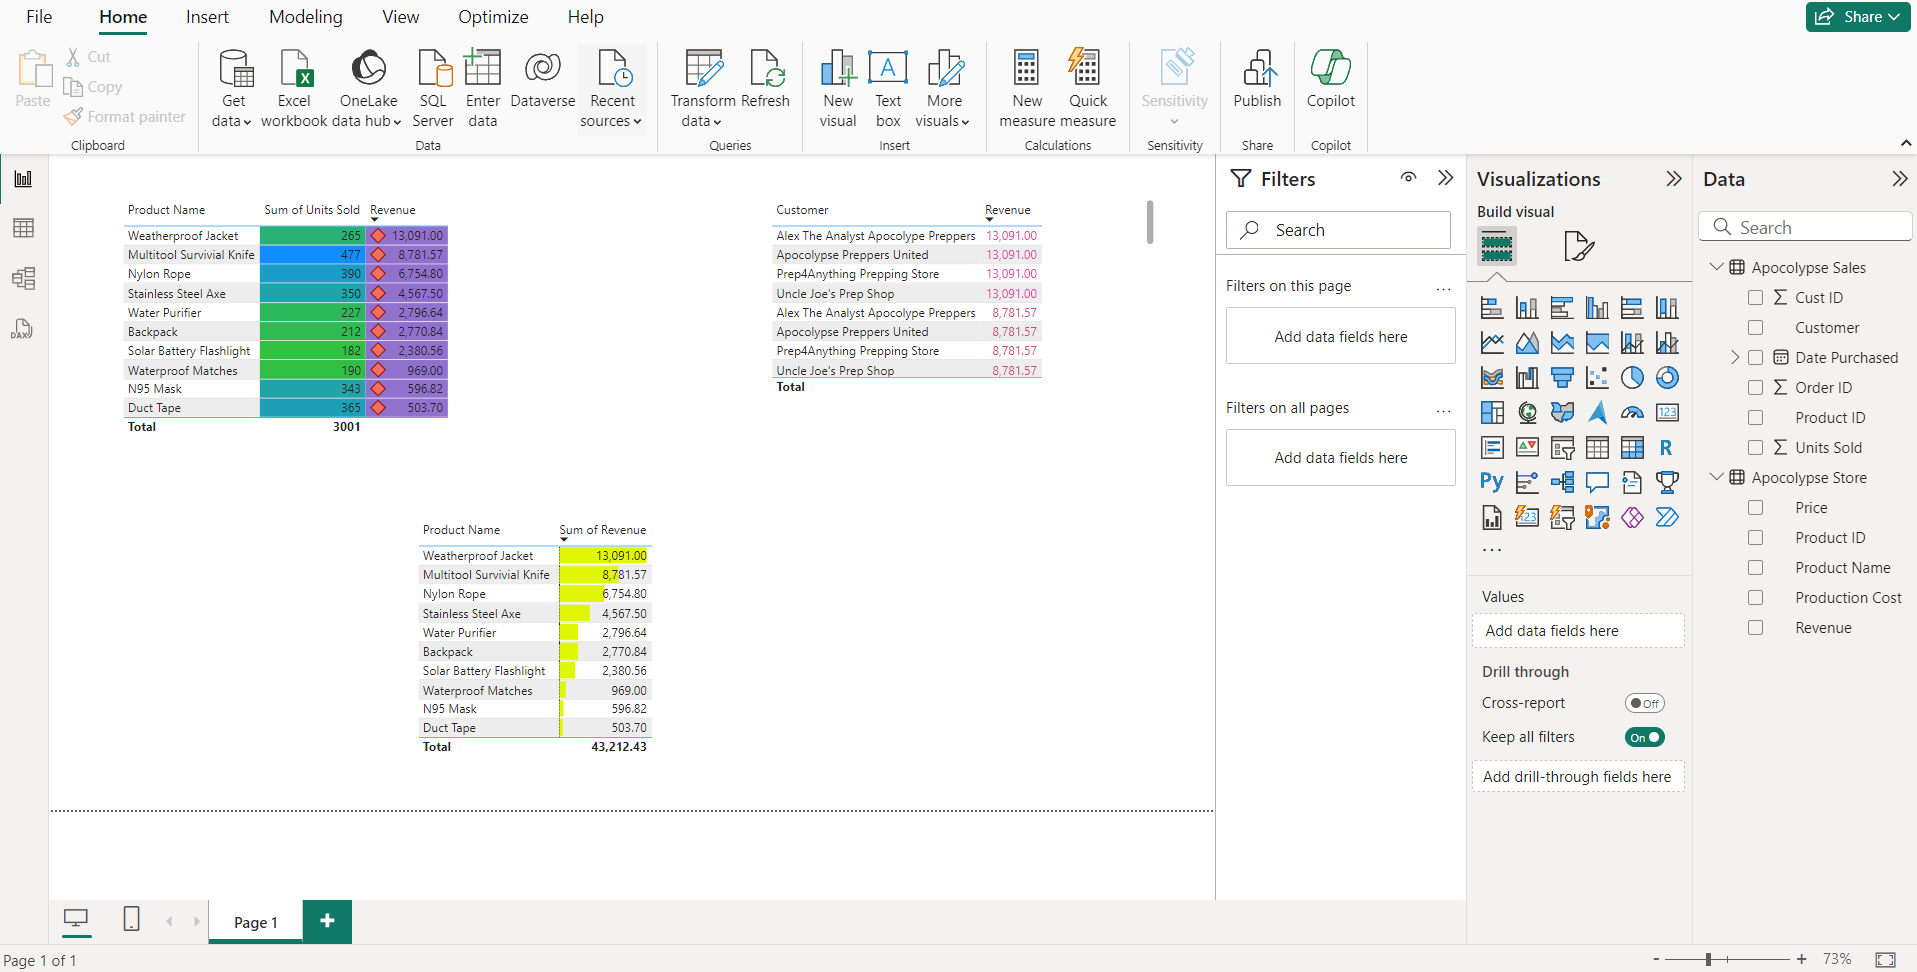 File Home Insert Modeling View Optimize Help Share
Paste
Cut
Copy
Format painter
Clipboard
Get data
Excel workbook
OneLake data hub
SQL Server
Enter data
Dataverse
Recent sources
Data
Transform data
Refresh
Queries
New visual
Text box
More visuals
Insert
New measure
Quick measure
Calculations
Sensitivity
Sensitivity
Publish
Share
Copilot
Copilot
Product Name Sum of Units Sold Revenue
Weatherproof Jacket 265 13,091.00
Multitool Survivial Knife 477 8,781.57
Nylon Rope 390 6,754.80
Stainless Steel Axe 350 4,567.50
Water Purifier 227 2,796.64
Backpack 212 2,770.84
Solar Battery Flashlight 182 2,380.56
Waterproof Matches 190 969.00
N95 Mask 343 596.82
Duct Tape 365 503.70
Total 3001
Customer Revenue
Alex The Analyst Apocolype Preppers 13,091.00
Apocolypse Preppers United 13,091.00
Prep4Anything Prepping Store 13,091.00
Uncle Joe's Prep Shop 13,091.00
Alex The Analyst Apocolype Preppers 8,781.57
Apocolypse Preppers United 8,781.57
Prep4Anything Prepping Store 8,781.57
Uncle Joe's Prep Shop 8,781.57
Total
Product Name Sum of Revenue
Weatherproof Jacket 13,091.00
Multitool Survivial Knife 8,781.57
Nylon Rope 6,754.80
Stainless Steel Axe 4,567.50
Water Purifier 2,796.64
Backpack 2,770.84
Solar Battery Flashlight 2,380.56
Waterproof Matches 969.00
N95 Mask 596.82
Duct Tape 503.70
Total 43,212.43
Filters
Search
Filters on this page ...
Add data fields here
Filters on all pages ...
Add data fields here
Visualizations
Build visual
123
R
Py
123
...
Values
Add data fields here
Drill through
Cross-report Off
Keep all filters On
Add drill-through fields here
Data
Search
Apocolypse Sales
Σ Cust ID
Customer
Date Purchased
Σ Order ID
Product ID
Σ Units Sold
Apocolypse Store
Price
Product ID
Product Name
Production Cost
Revenue
DAX
A
Page 1 +
Page 1 of 1
- + 73%